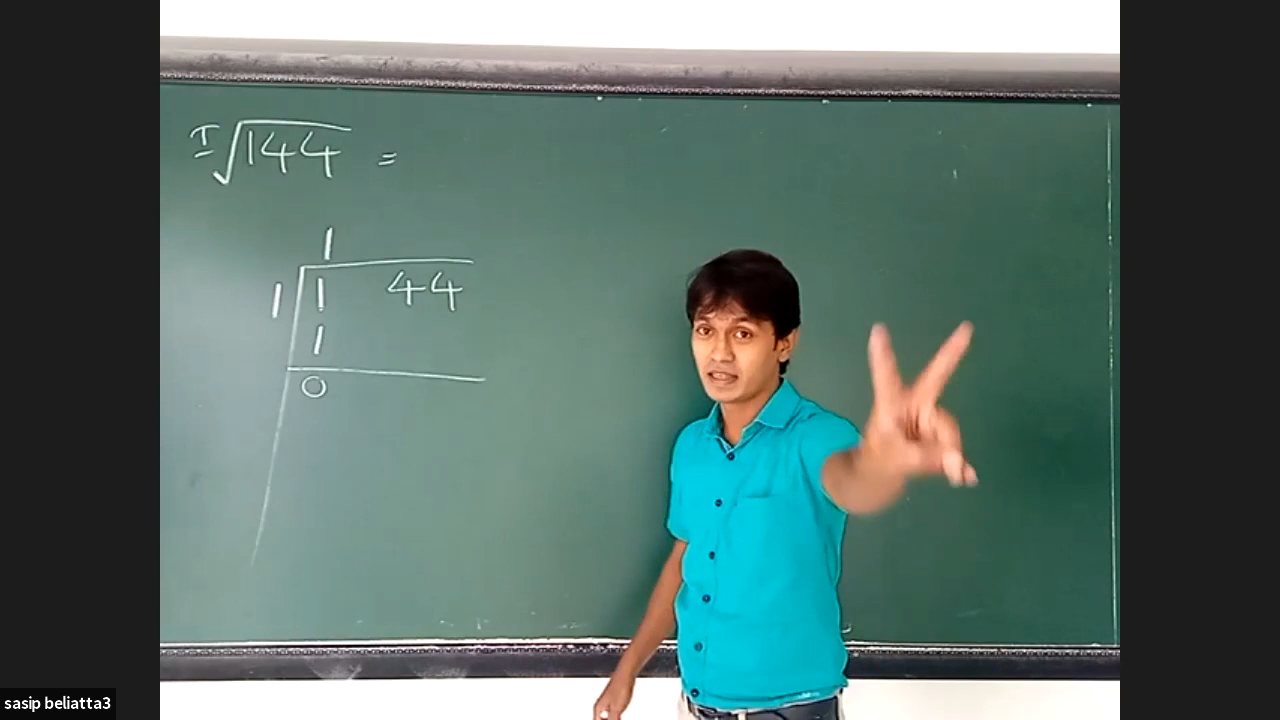 I √144 =
1
1 1 44
1
0
sasip beliatta3